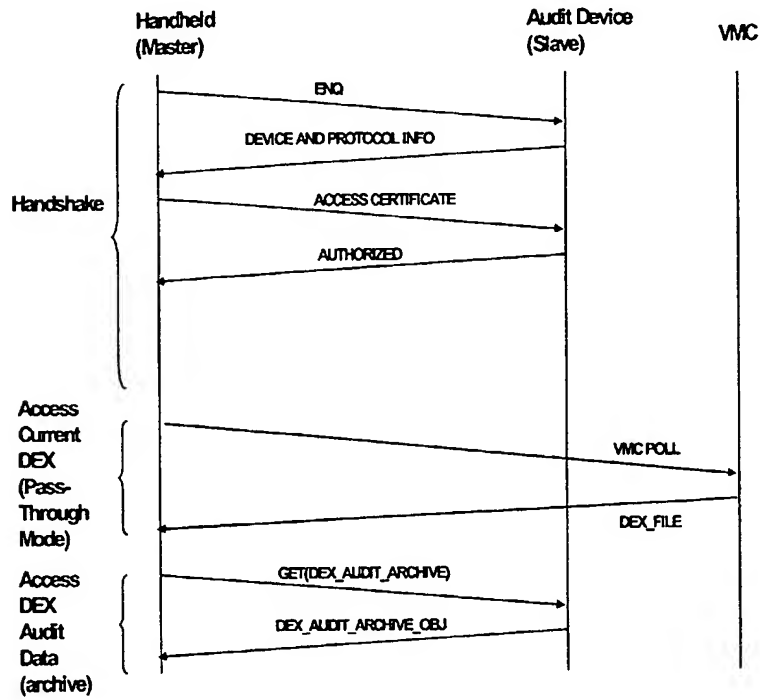 Handheld
(Master)
Audit Device
(Slave)
VMC
ENQ
DEVICE AND PROTOCOL INFO
Handshake
ACCESS CERTIFICATE
AUTHORIZED
Access
Current
DEX
(Pass-
Through
Mode)
VMC POLL
DEX_FILE
Access
DEX
Audit
Data
(archive)
GET(DEX_AUDIT_ARCHIVE)
DEX_AUDIT_ARCHIVE_OBJ